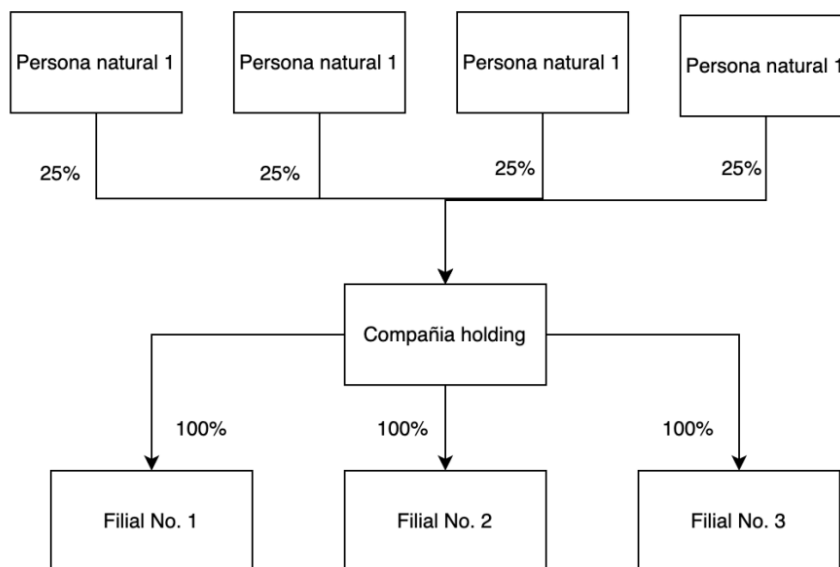 Persona natural 1
Persona natural 1
Persona natural 1
Persona natural 1
25%
25%
25%
25%
Compañia holding
100%
100%
100%
Filial No. 1
Filial No. 2
Filial No. 3